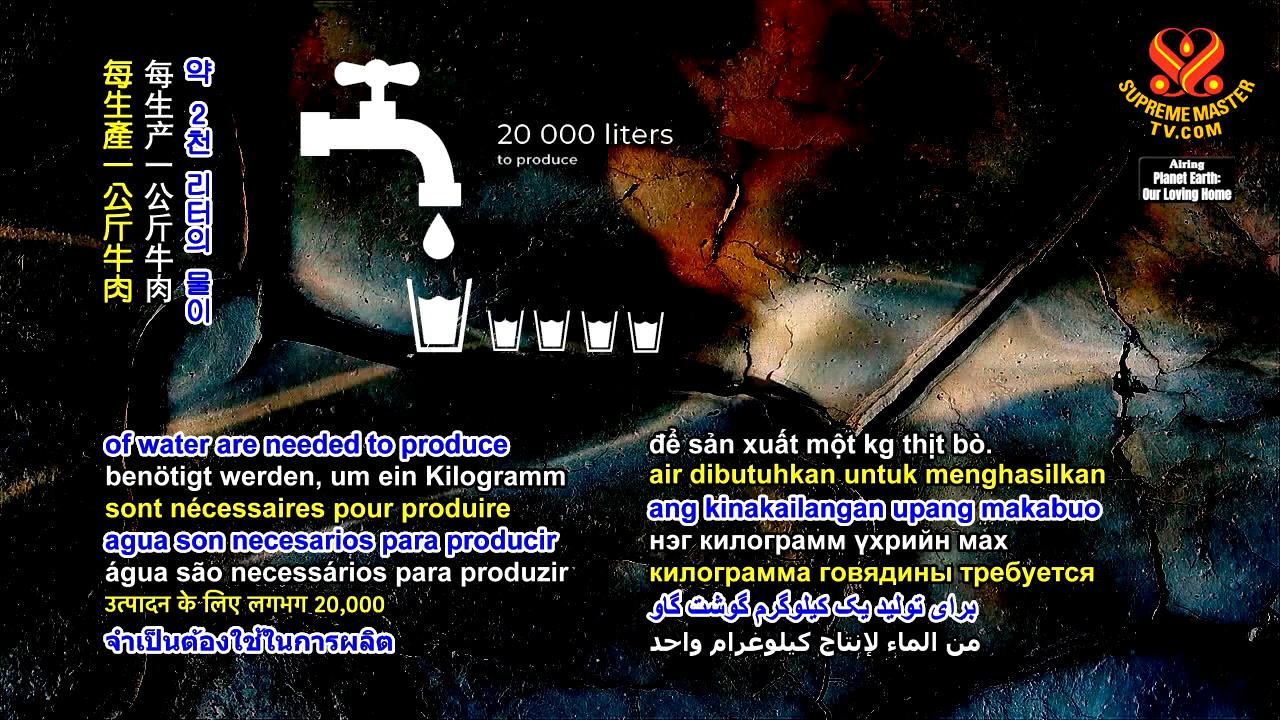 每生產一公斤牛肉
每生产一公斤牛肉
약 2천 리터의 물이
20 000 liters
to produce
SUPREME MASTER
TV.COM
Airing
Planet Earth:
Our Loving Home
of water are needed to produce
benötigt werden, um ein Kilogramm
sont nécessaires pour produire
agua son necesarios para producir
água são necessários para produzir
उत्पादन के लिए लगभग 20,000
จำเป็นต้องใช้ในการผลิต
để sản xuất một kg thịt bò.
air dibutuhkan untuk menghasilkan
ang kinakailangan upang makabuo
нэг килограмм үхрийн мах
килограмма говядины требуется
برای تولید یک کیلوگرم گوشت گاو
من الماء لإنتاج كيلوغرام واحد